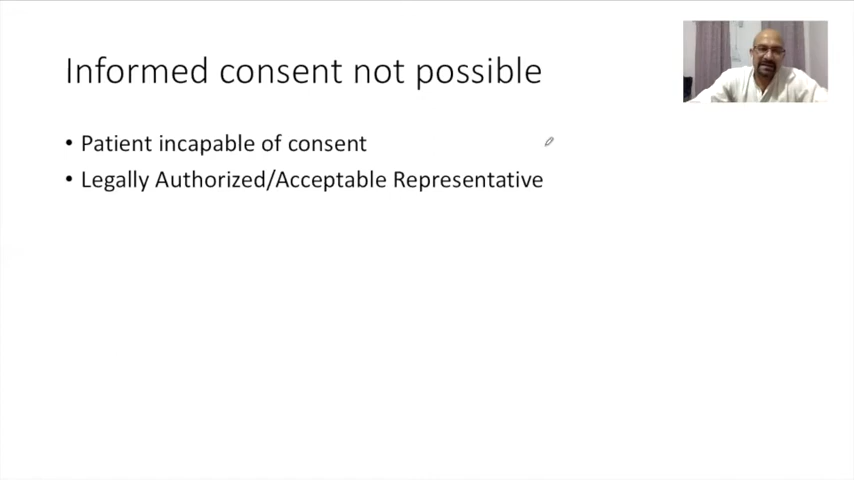 Informed consent not possible
• Patient incapable of consent
• Legally Authorized/Acceptable Representative